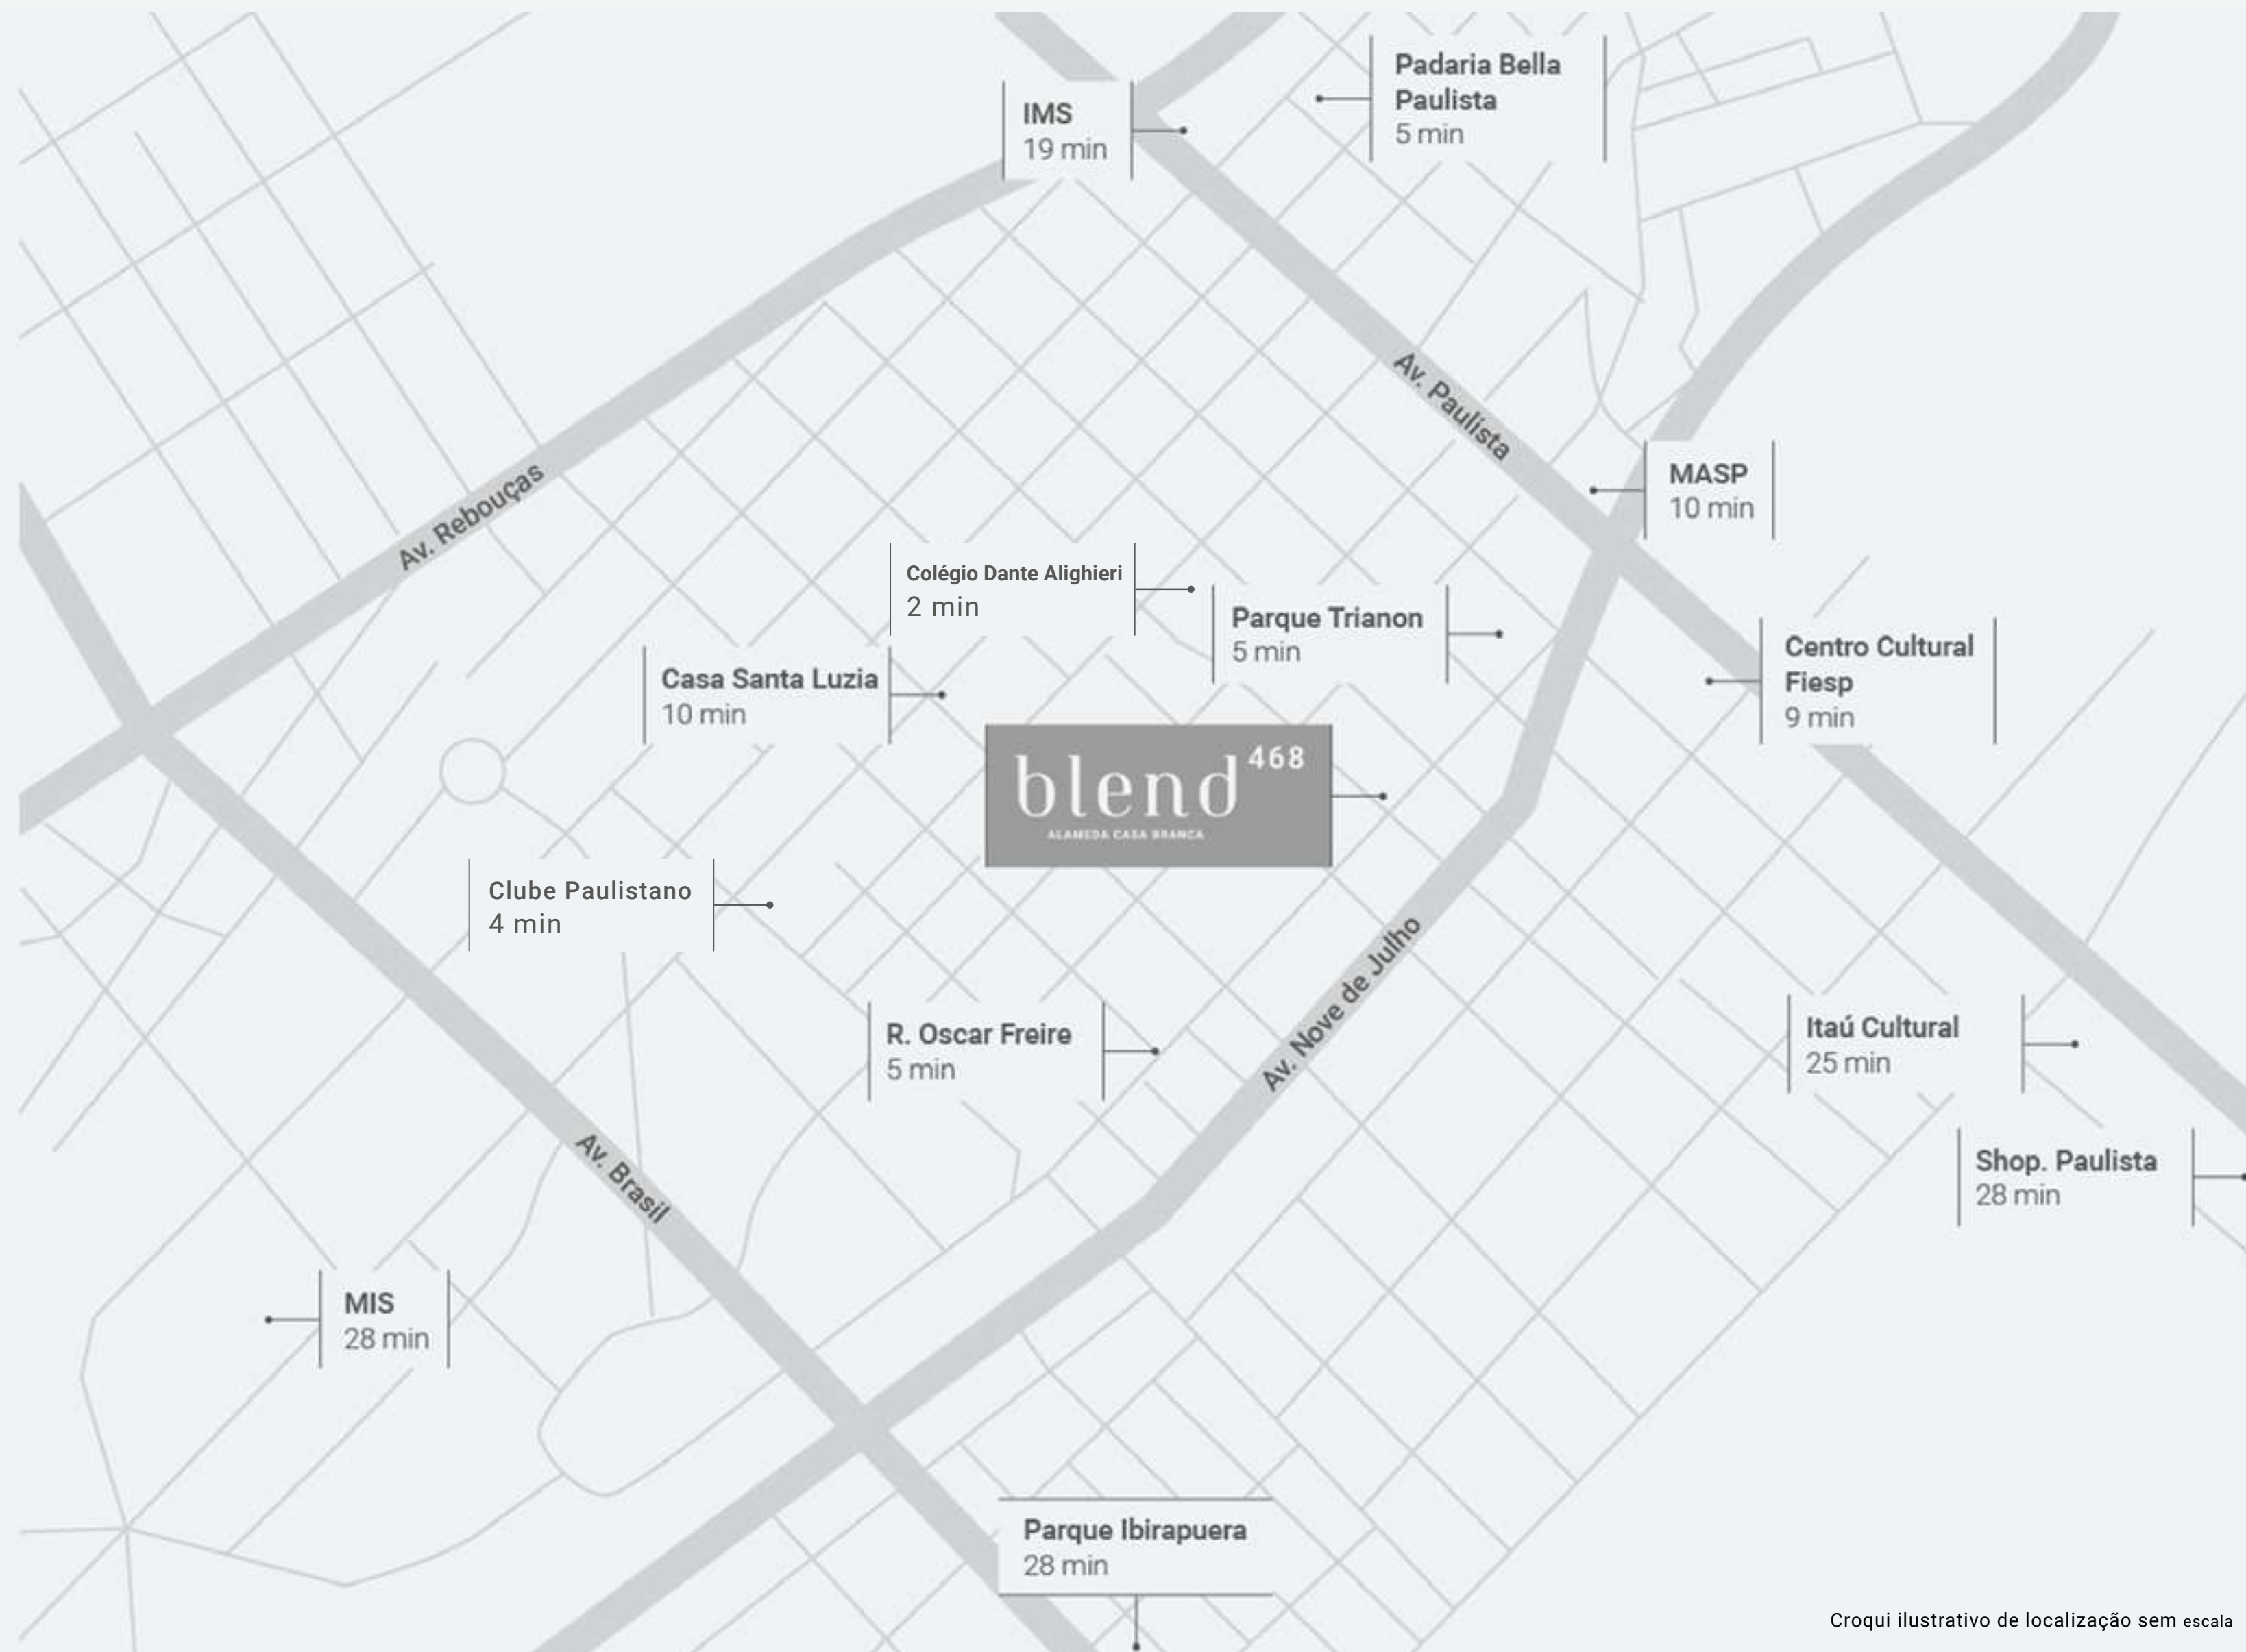 Padaria Bella
Paulista
5 min
IMS
19 min
Av. Paulista
Av. Rebouças
MASP
10 min
Colégio Dante Alighieri
2 min
Parque Trianon
5 min
Centro Cultural
Fiesp
9 min
Casa Santa Luzia
10 min
blend 468
ALAMEDA CASA BRANCA
Clube Paulistano
4 min
Av. Nove de Julho
R. Oscar Freire
5 min
Itaú Cultural
25 min
Av. Brasil
Shop. Paulista
28 min
MIS
28 min
Parque Ibirapuera
28 min
Croqui ilustrativo de localização sem escala